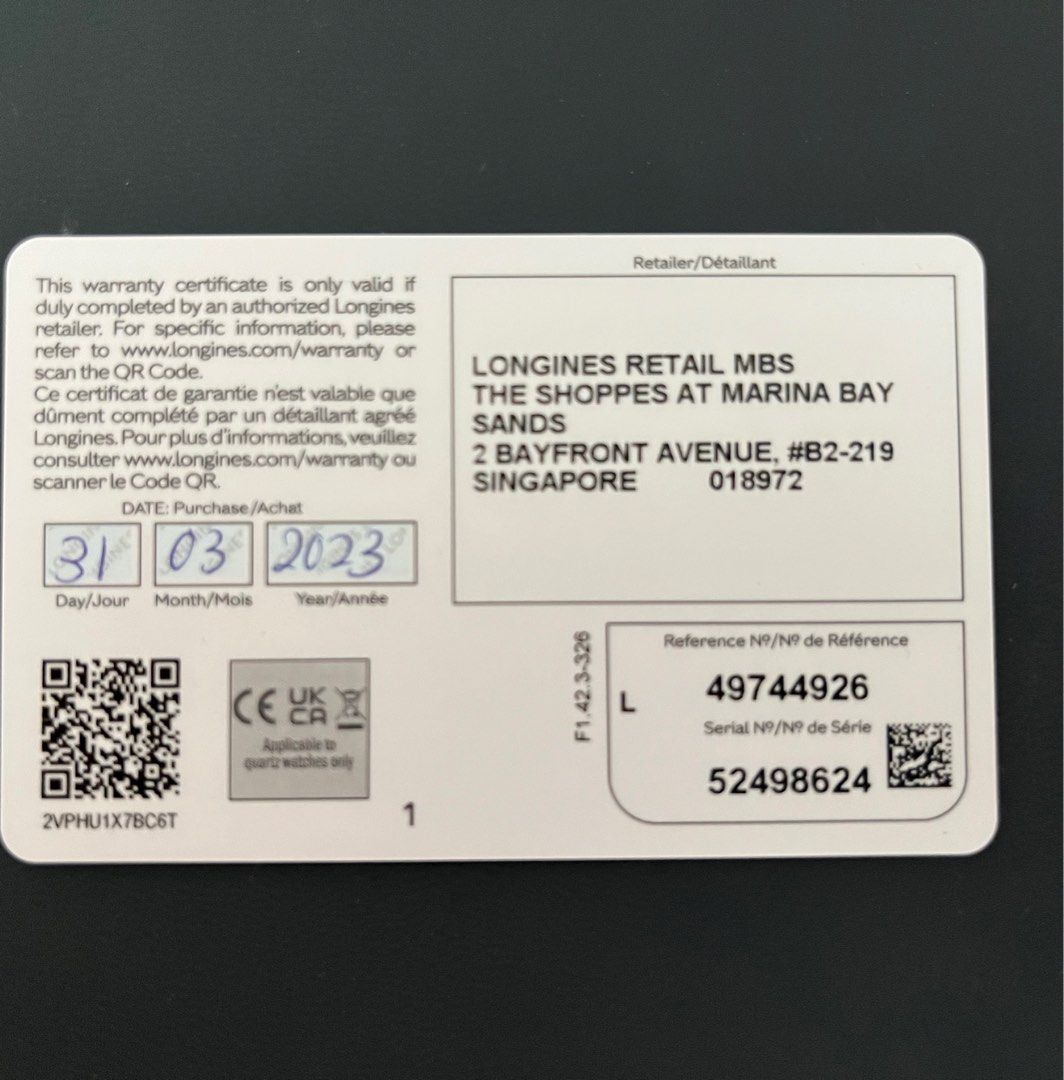 This warranty certificate is only valid if
duly completed by an authorized Longines
retailer. For specific information, please
refer to www.longines.com/warranty or
scan the QR Code.
Ce certificat de garantie n'est valable que
dûment complété par un détaillant agréé
Longines. Pour plus d'informations, veuillez
consulter www.longines.com/warranty ou
scanner le Code QR.
DATE: Purchase/Achat
31 03 2023
Day/Jour Month/Mois Year/Année
2VPHU1X7BC6T
CE UK CA
Applicable to
quartz watches only
1
Retailer/Détaillant
LONGINES RETAIL MBS
THE SHOPPES AT MARINA BAY
SANDS
2 BAYFRONT AVENUE, #B2-219
SINGAPORE 018972
F1.42.3-326
Reference Nº/Nº de Référence
L 49744926
Serial Nº/Nº de Série
52498624